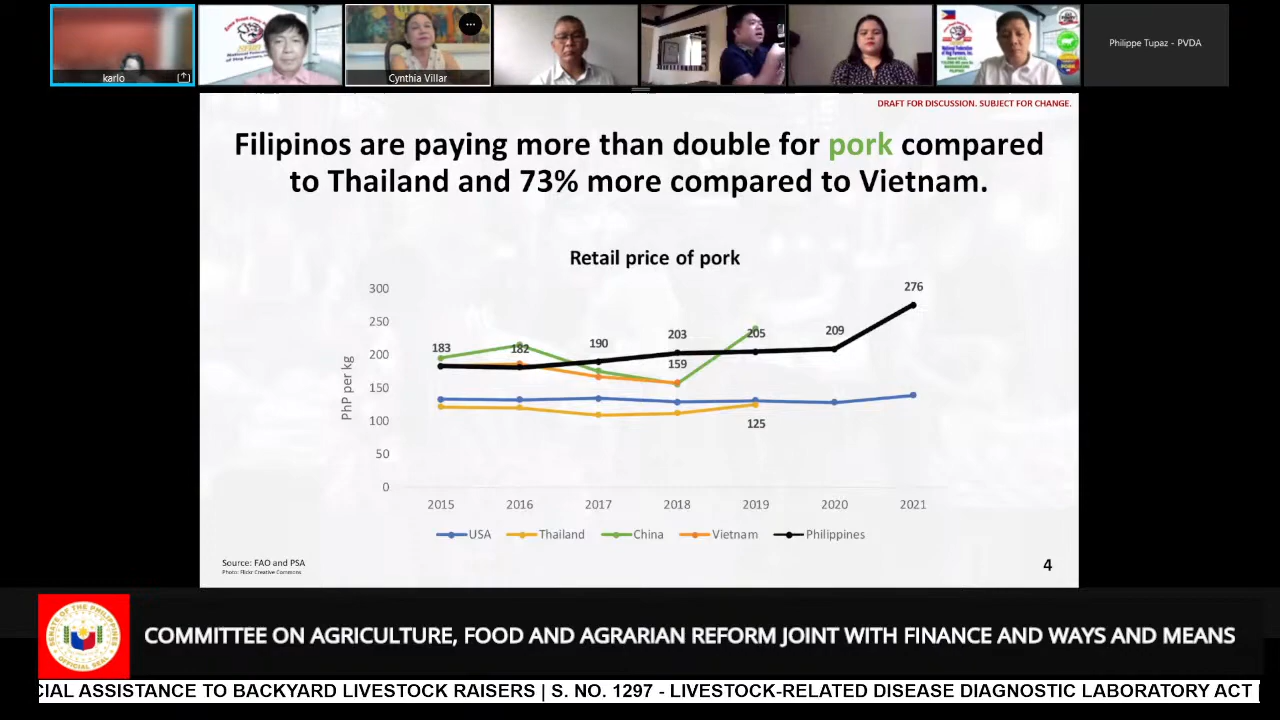 karlo
Cynthia Villar
Philippe Tupaz - PVDA
DRAFT FOR DISCUSSION. SUBJECT FOR CHANGE.
Filipinos are paying more than double for pork compared
to Thailand and 73% more compared to Vietnam.
Retail price of pork
PhP per kg
300
250
200
150
100
50
0
183
182
190
203
159
205
125
209
276
2015 2016 2017 2018 2019 2020 2021
USA Thailand China Vietnam Philippines
Source: FAO and PSA
Photo: Flickr Creative Commons
4
COMMITTEE ON AGRICULTURE, FOOD AND AGRARIAN REFORM JOINT WITH FINANCE AND WAYS AND MEANS
CIAL ASSISTANCE TO BACKYARD LIVESTOCK RAISERS | S. NO. 1297 - LIVESTOCK-RELATED DISEASE DIAGNOSTIC LABORATORY ACT